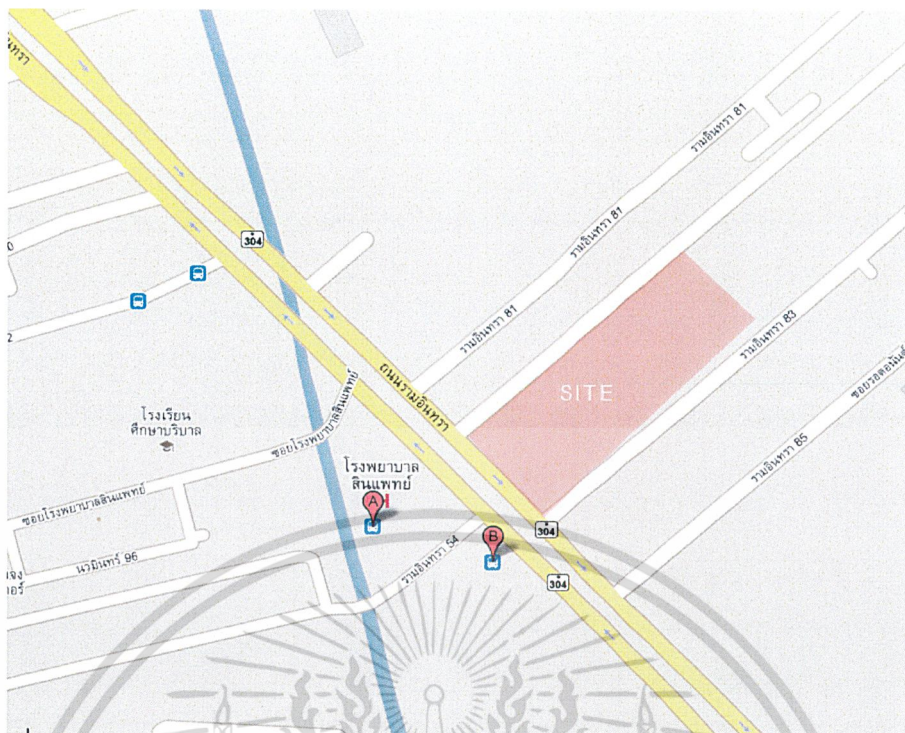 รามอินทรา 81
304
รามอินทรา 81
รามอินทรา 81
รามอินทรา 83
ถนนรามอินทรา
SITE
โรงเรียน
ศึกษาบริบาล
ซอยโรงพยาบาลสินแพทย์
โรงพยาบาล
สินแพทย์
A
รามอินทรา 85
ซอยโรงพยาบาลสินแพทย์
304
B
นวมินทร์ 96
รามอินทรา 54
304